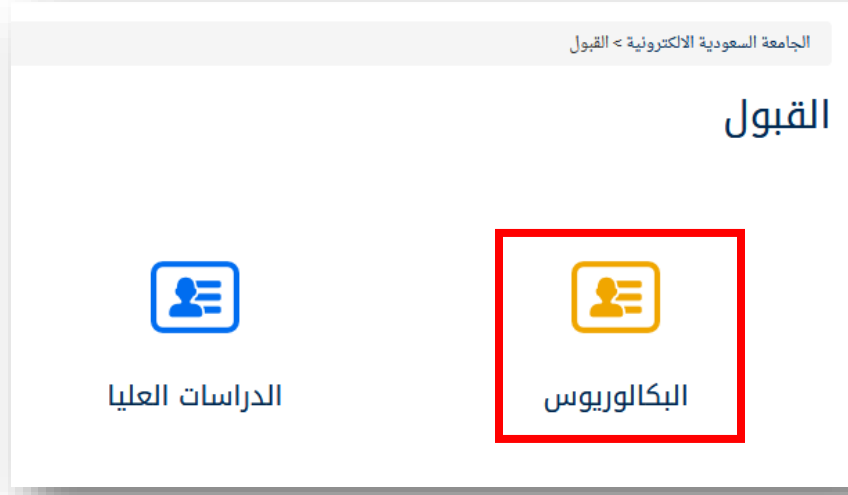 الجامعة السعودية الالكترونية > القبول
القبول
البكالوريوس
الدراسات العليا